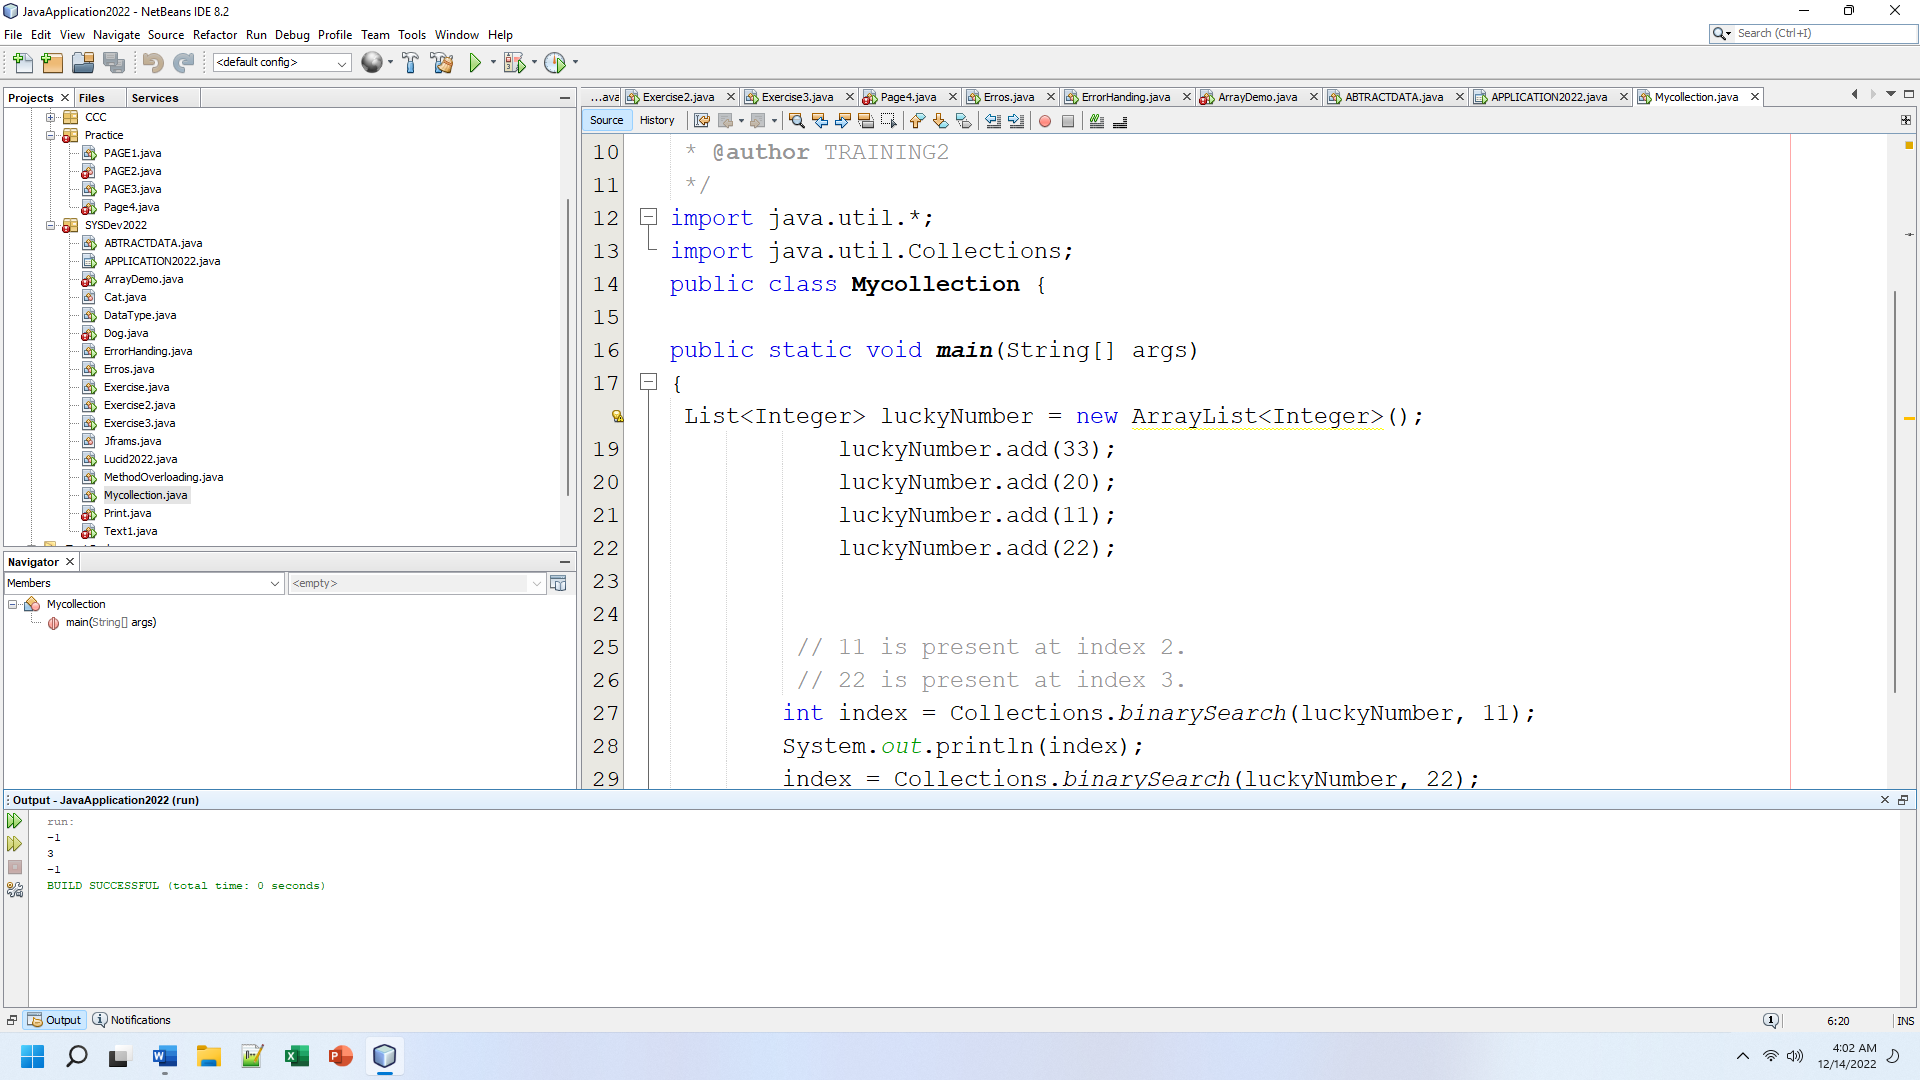 JavaApplication2022 - NetBeans IDE 8.2
File Edit View Navigate Source Refactor Run Debug Profile Team Tools Window Help
Search (Ctrl+I)
<default config>
Projects Files Services
CCC
Practice
PAGE1.java
PAGE2.java
PAGE3.java
Page4.java
SYSDev2022
ABTRACTDATA.java
APPLICATION2022.java
ArrayDemo.java
Cat.java
DataType.java
Dog.java
ErrorHanding.java
Erros.java
Exercise.java
Exercise2.java
Exercise3.java
Jframs.java
Lucid2022.java
MethodOverloading.java
Mycollection.java
Print.java
Text1.java
Navigator
Members <empty>
Mycollection
main(String[] args)
...ava Exercise2.java Exercise3.java Page4.java Erros.java ErrorHanding.java ArrayDemo.java ABTRACTDATA.java APPLICATION2022.java Mycollection.java
Source History
10 * @author TRAINING2
11 */
12 import java.util.*;
13 import java.util.Collections;
14 public class Mycollection {
15
16 public static void main(String[] args)
17 {
List<Integer> luckyNumber = new ArrayList<Integer>();
19 luckyNumber.add(33);
20 luckyNumber.add(20);
21 luckyNumber.add(11);
22 luckyNumber.add(22);
23
24
25 // 11 is present at index 2.
26 // 22 is present at index 3.
27 int index = Collections.binarySearch(luckyNumber, 11);
28 System.out.println(index);
29 index = Collections.binarySearch(luckyNumber, 22);
Output - JavaApplication2022 (run)
run:
-1
3
-1
BUILD SUCCESSFUL (total time: 0 seconds)
Output Notifications
1 6:20 INS
4:02 AM
12/14/2022